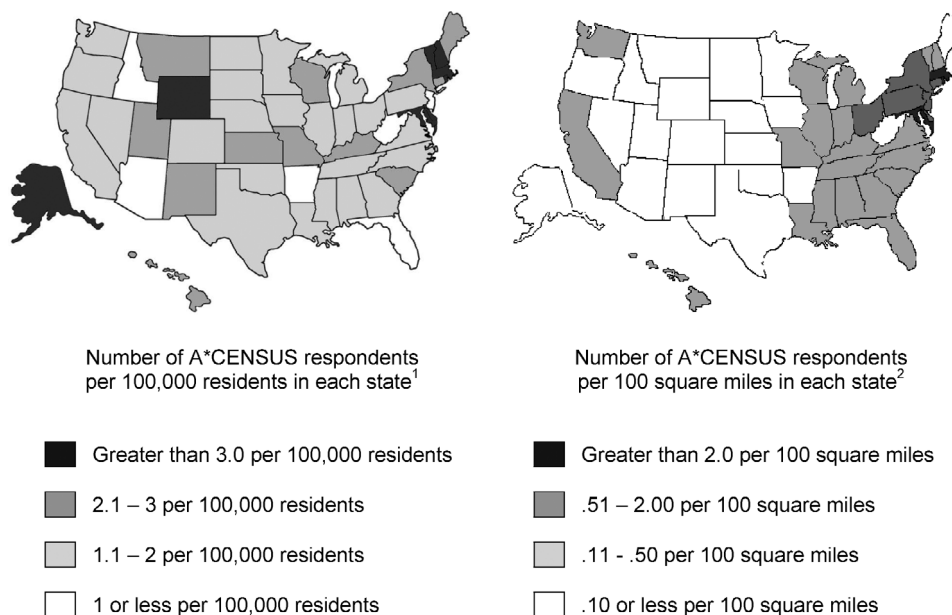 Number of A*CENSUS respondents
per 100,000 residents in each state¹
Greater than 3.0 per 100,000 residents
2.1 – 3 per 100,000 residents
1.1 – 2 per 100,000 residents
1 or less per 100,000 residents
Number of A*CENSUS respondents
per 100 square miles in each state²
Greater than 2.0 per 100 square miles
.51 – 2.00 per 100 square miles
.11 - .50 per 100 square miles
.10 or less per 100 square miles